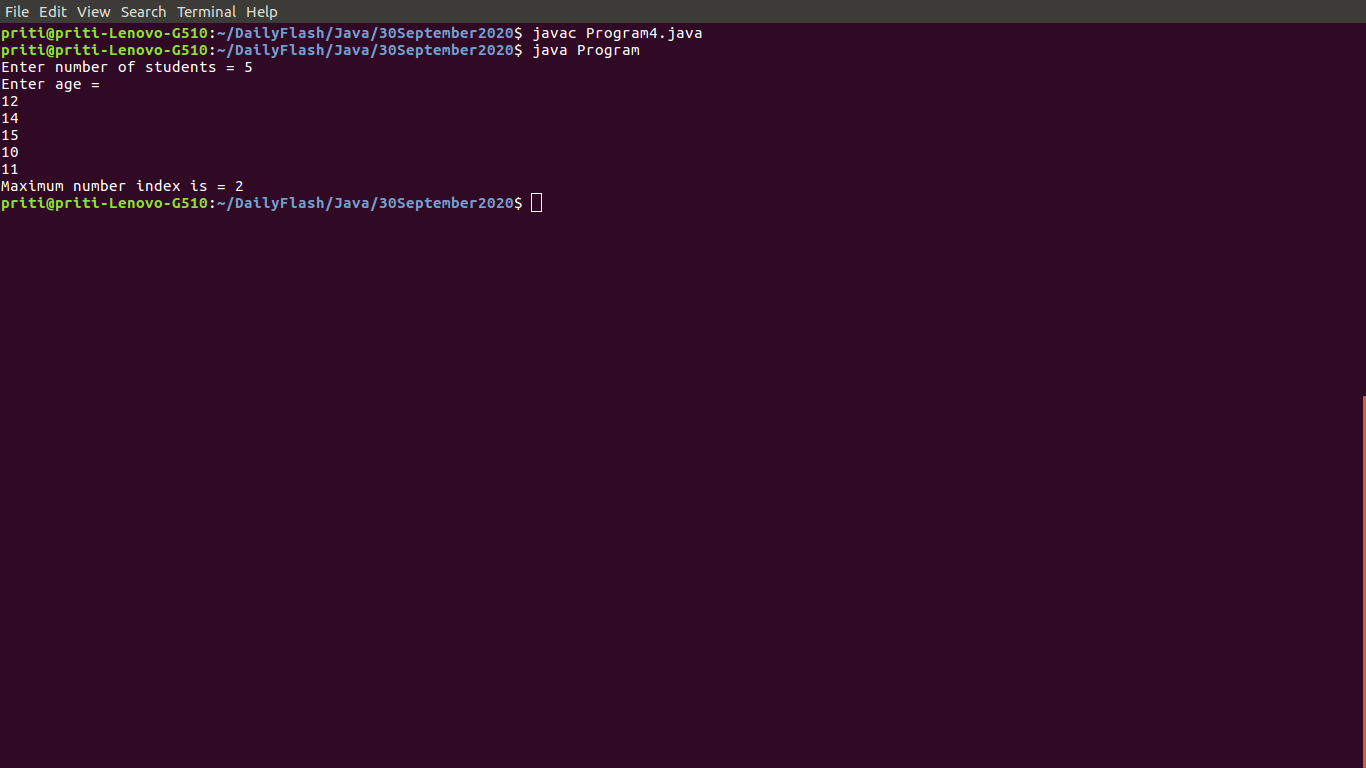 File Edit View Search Terminal Help
priti@priti-Lenovo-G510:~/DailyFlash/Java/30September2020$ javac Program4.java
priti@priti-Lenovo-G510:~/DailyFlash/Java/30September2020$ java Program
Enter number of students = 5
Enter age =
12
14
15
10
11
Maximum number index is = 2
priti@priti-Lenovo-G510:~/DailyFlash/Java/30September2020$